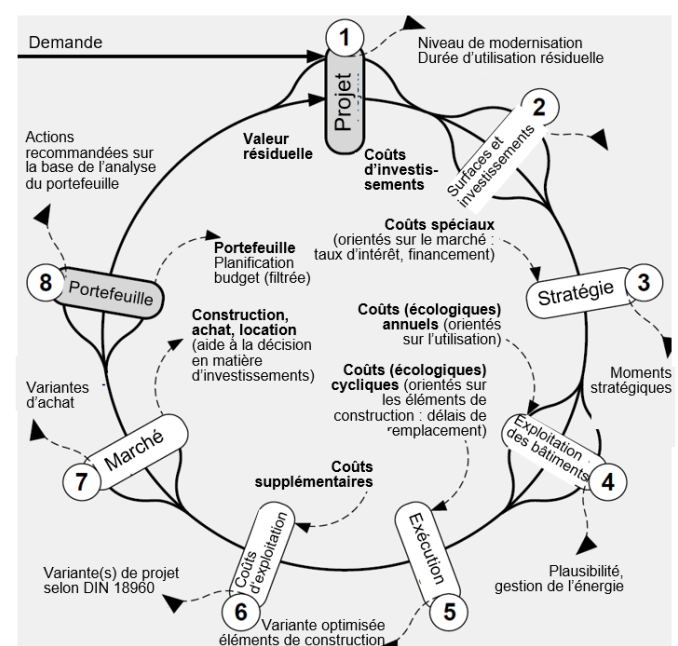 Demande
1
Projet
Niveau de modernisation
Durée d'utilisation résiduelle
2
Surfaces et
investissements
Valeur
résiduelle
Coûts
d'investis-
sements
Actions
recommandées sur
la base de l'analyse
du portefeuille
Coûts spéciaux
(orientés sur le marché :
taux d'intérêt, financement)
3
Stratégie
Moments
stratégiques
8
Portefeuille
Portefeuille
Planification
budget (filtrée)
Construction,
achat, location
(aide à la décision
en matière
d'investissements)
Coûts (écologiques)
annuels (orientés
sur l'utilisation)
Coûts (écologiques)
cycliques (orientés sur
les éléments de
construction : délais de
remplacement)
Exploitation
des bâtiments
4
Plausibilité,
gestion de l'énergie
Variantes
d'achat
7
Marché
Coûts
supplémentaires
Coûts
d'exploitation
6
Exécution
5
Variante(s) de projet
selon DIN 18960
Variante optimisée
éléments de construction